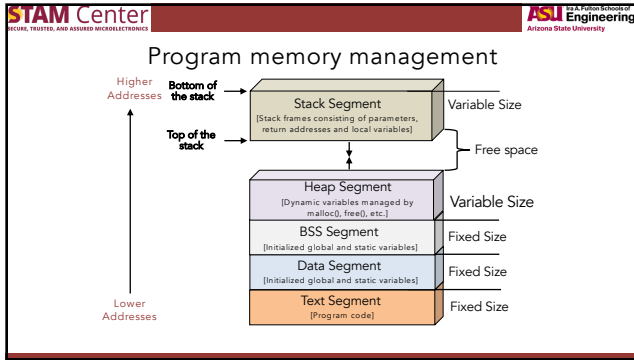 STAM Center
SECURE, TRUSTED, AND ASSURED MICROELECTRONICS
ASU Ira A. Fulton Schools of
Engineering
Arizona State University
Program memory management
Higher
Addresses
Bottom of
the stack
Stack Segment
[Stack frames consisting of parameters,
return addresses and local variables]
Variable Size
Top of the
stack
Free space
Heap Segment
[Dynamic variables managed by
malloc(), free(), etc.]
Variable Size
BSS Segment
[Initialized global and static variables]
Fixed Size
Data Segment
[Initialized global and static variables]
Fixed Size
Text Segment
[Program code]
Fixed Size
Lower
Addresses